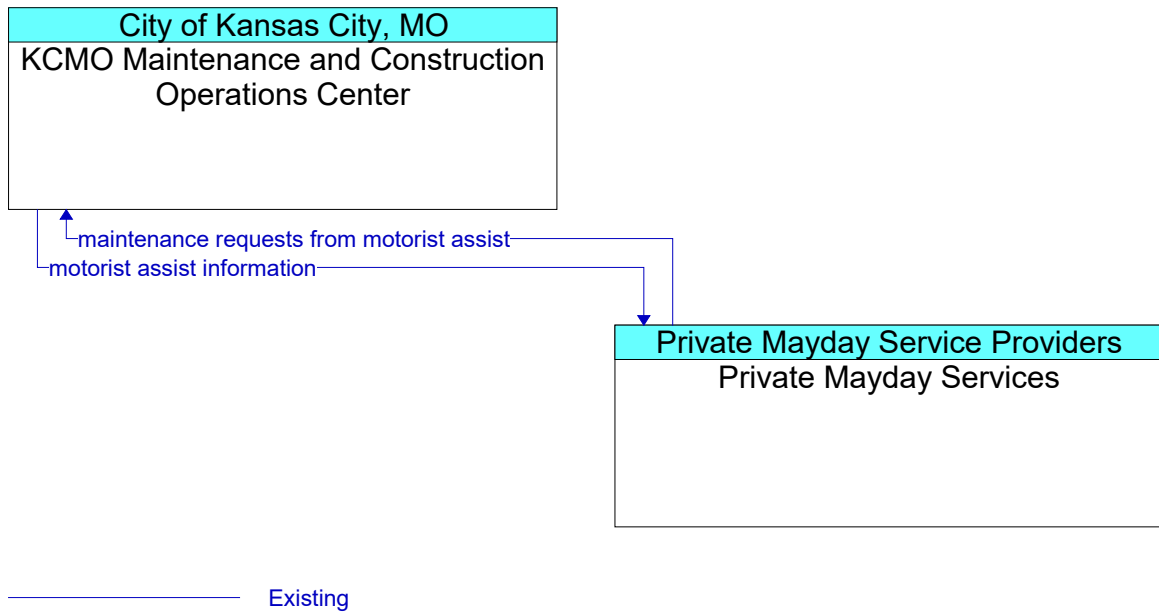 City of Kansas City, MO
KCMO Maintenance and Construction
Operations Center
maintenance requests from motorist assist
motorist assist information
Private Mayday Service Providers
Private Mayday Services
Existing